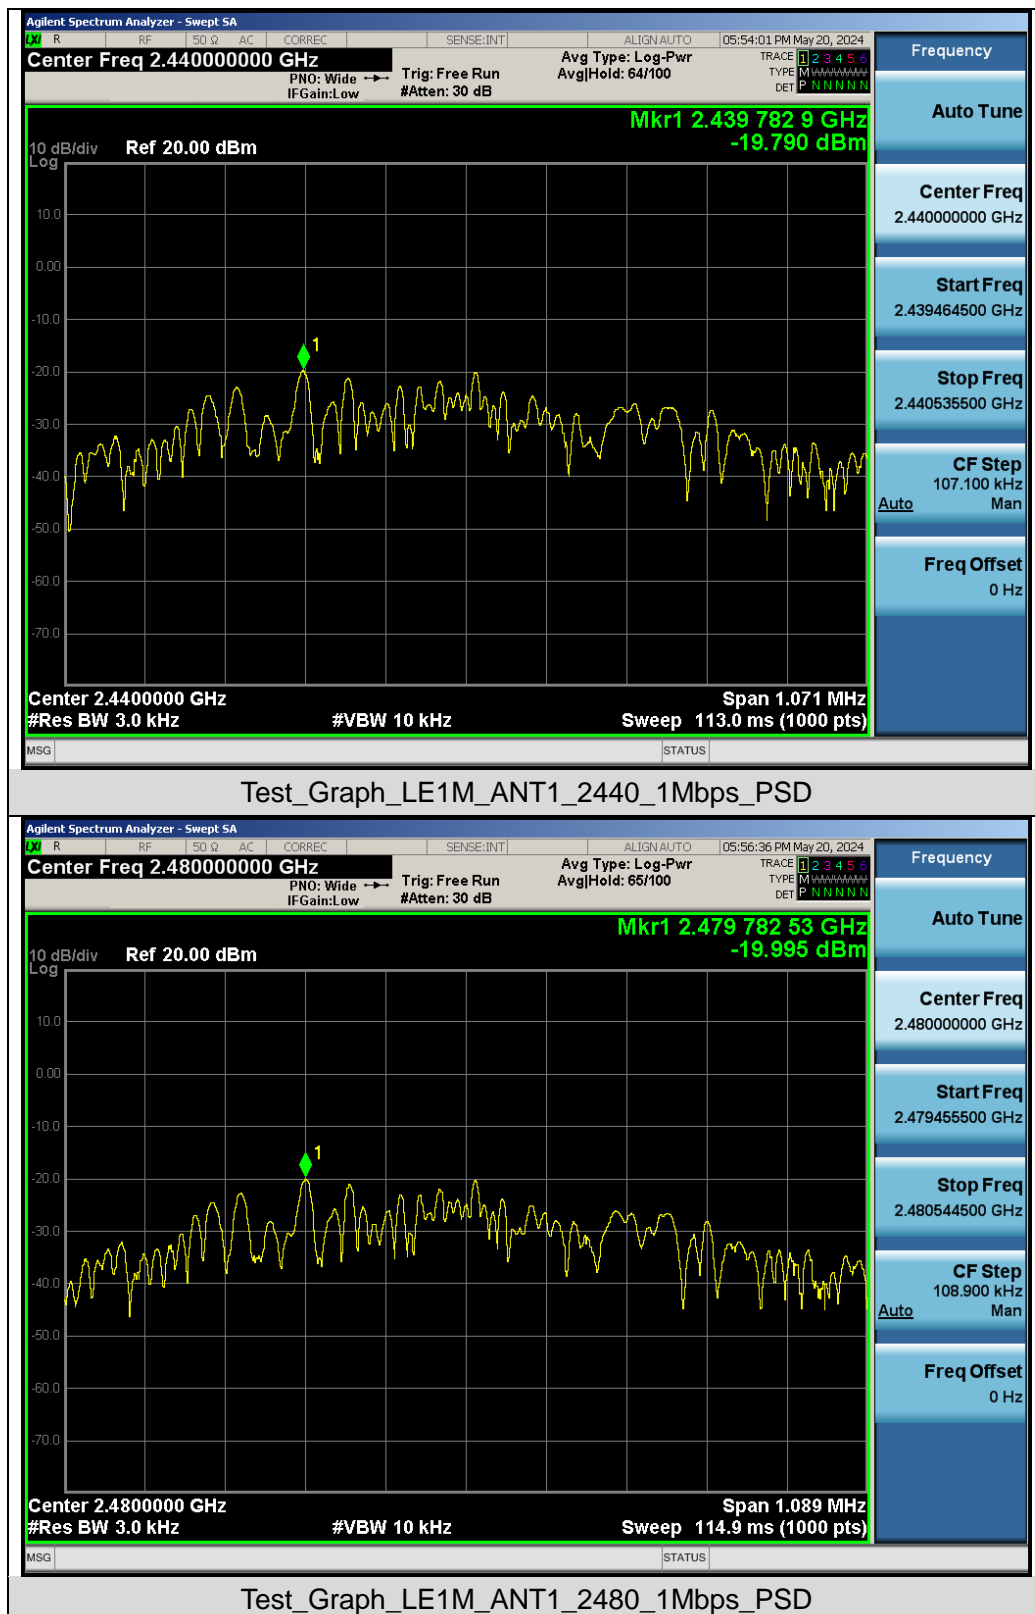 Agilent Spectrum Analyzer - Swept SA
LXI R RF 50 Ω AC CORREC SENSE:INT ALIGN AUTO 05:54:01 PM May 20, 2024
Center Freq 2.440000000 GHz
PNO: Wide
IFGain:Low
Trig: Free Run
#Atten: 30 dB
Avg Type: Log-Pwr
Avg|Hold: 64/100
TRACE 1 2 3 4 5 6
TYPE M
DET P N N N N N
Mkr1 2.439 782 9 GHz
-19.790 dBm
10 dB/div Ref 20.00 dBm
Log
10.0
0.00
-10.0
-20.0
-30.0
-40.0
-50.0
-60.0
-70.0
1
Center 2.4400000 GHz Span 1.071 MHz
#Res BW 3.0 kHz #VBW 10 kHz Sweep 113.0 ms (1000 pts)
MSG STATUS
Frequency
Auto Tune
Center Freq
2.440000000 GHz
Start Freq
2.439464500 GHz
Stop Freq
2.440535500 GHz
CF Step
107.100 kHz
Auto Man
Freq Offset
0 Hz
Test_Graph_LE1M_ANT1_2440_1Mbps_PSD
Agilent Spectrum Analyzer - Swept SA
LXI R RF 50 Ω AC CORREC SENSE:INT ALIGN AUTO 05:56:36 PM May 20, 2024
Center Freq 2.480000000 GHz
PNO: Wide
IFGain:Low
Trig: Free Run
#Atten: 30 dB
Avg Type: Log-Pwr
Avg|Hold: 65/100
TRACE 1 2 3 4 5 6
TYPE M
DET P N N N N N
Mkr1 2.479 782 53 GHz
-19.995 dBm
10 dB/div Ref 20.00 dBm
Log
10.0
0.00
-10.0
-20.0
-30.0
-40.0
-50.0
-60.0
-70.0
1
Center 2.4800000 GHz Span 1.089 MHz
#Res BW 3.0 kHz #VBW 10 kHz Sweep 114.9 ms (1000 pts)
MSG STATUS
Frequency
Auto Tune
Center Freq
2.480000000 GHz
Start Freq
2.479455500 GHz
Stop Freq
2.480544500 GHz
CF Step
108.900 kHz
Auto Man
Freq Offset
0 Hz
Test_Graph_LE1M_ANT1_2480_1Mbps_PSD